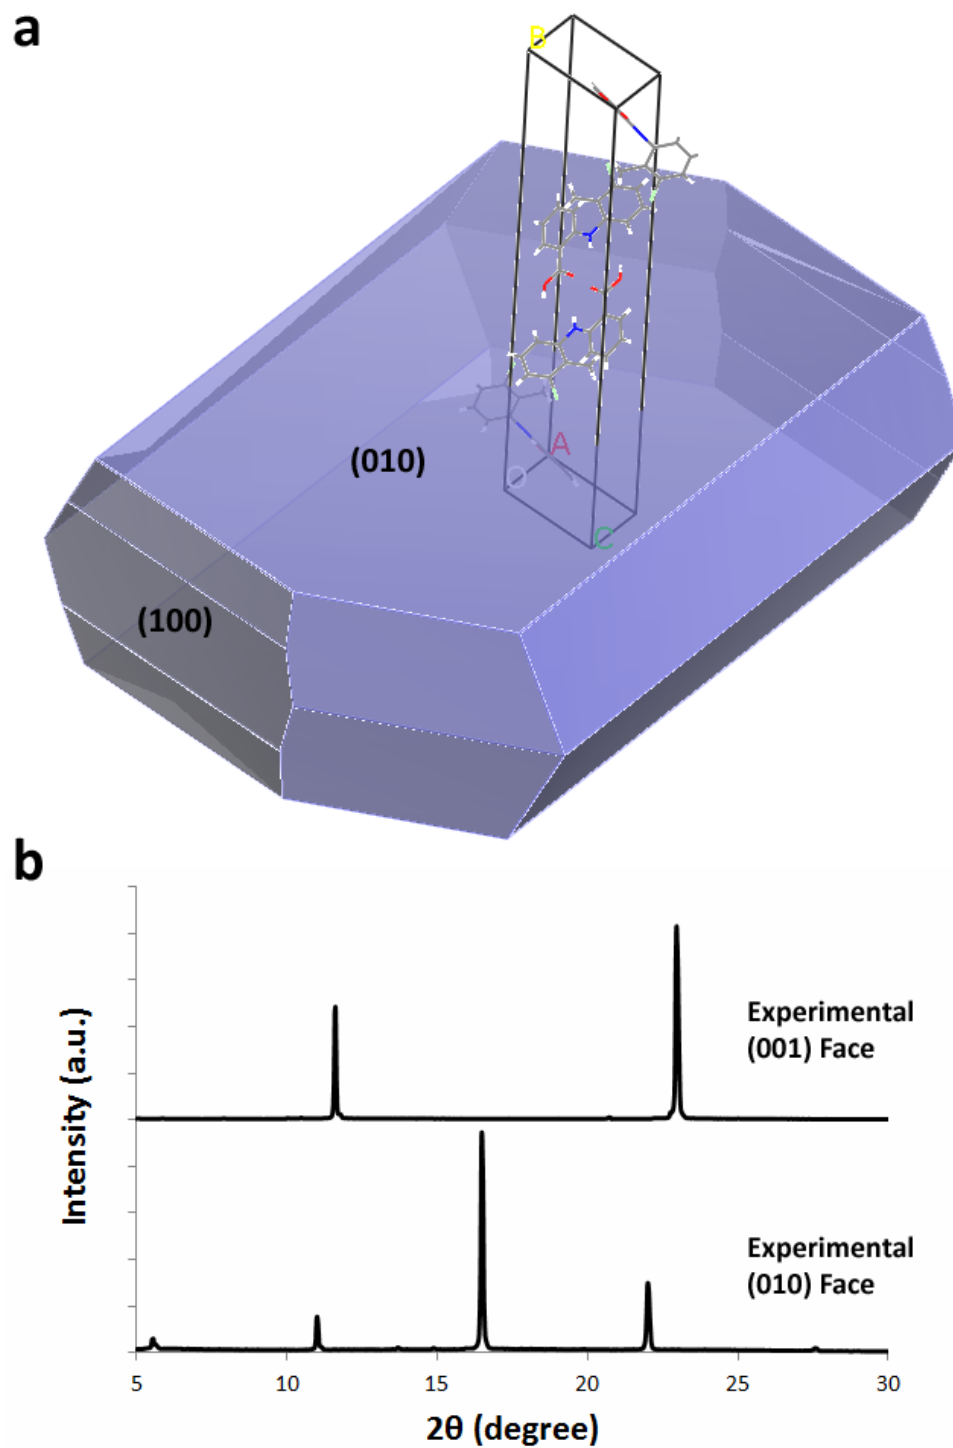 a
B
A
O
C
(010)
(100)
b
Intensity (a.u.)
Experimental
(001) Face
Experimental
(010) Face
5 10 15 20 25 30
2θ (degree)